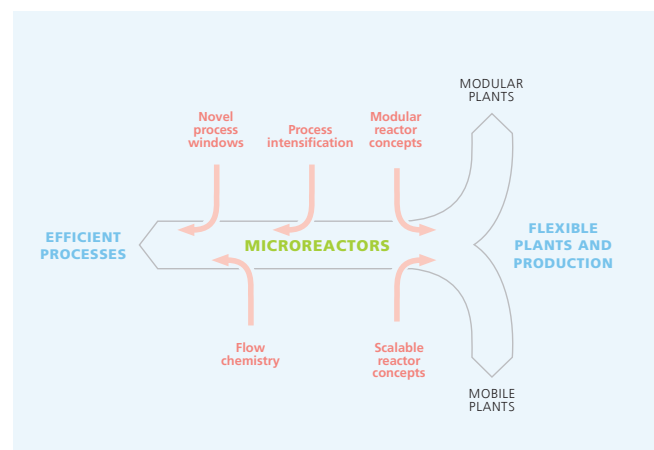 MODULAR
PLANTS
Novel
process
windows
Process
intensification
Modular
reactor
concepts
EFFICIENT
PROCESSES
MICROREACTORS
FLEXIBLE
PLANTS AND
PRODUCTION
Flow
chemistry
Scalable
reactor
concepts
MOBILE
PLANTS